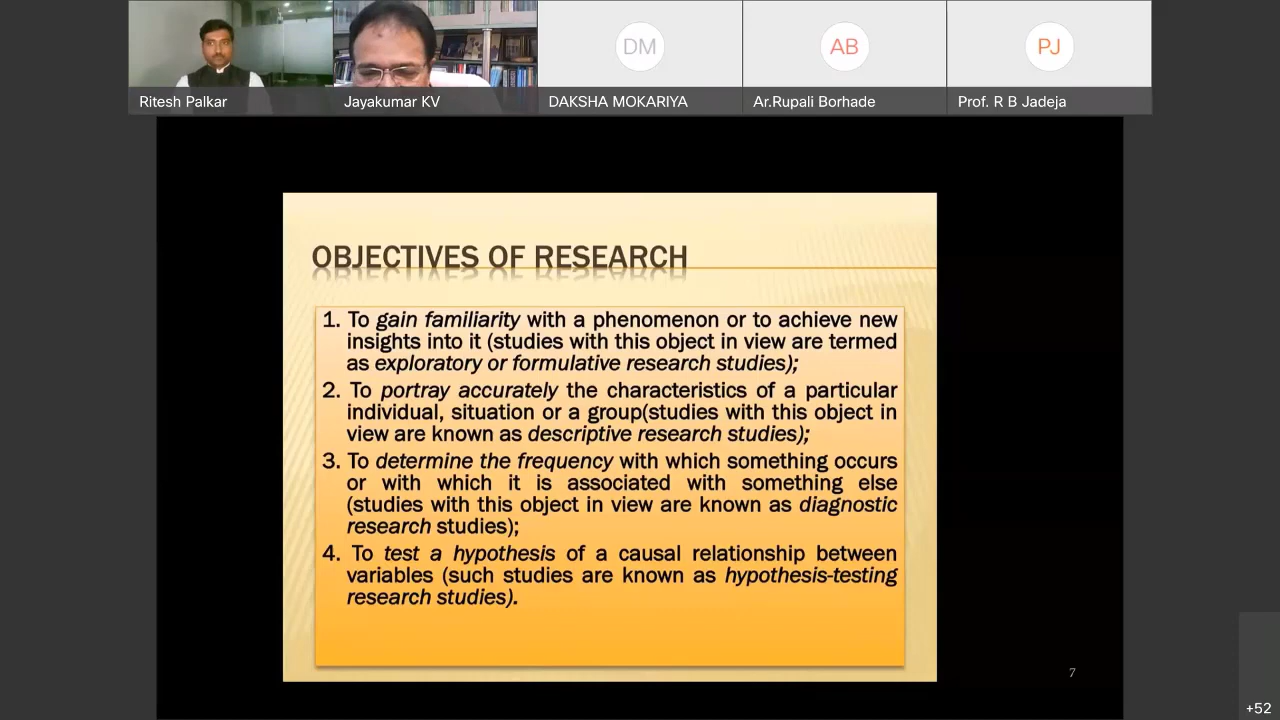 DM
AB
PJ
Ritesh Palkar
Jayakumar KV
DAKSHA MOKARIYA
Ar.Rupali Borhade
Prof. R B Jadeja
OBJECTIVES OF RESEARCH
1. To gain familiarity with a phenomenon or to achieve new
insights into it (studies with this object in view are termed
as exploratory or formulative research studies);
2. To portray accurately the characteristics of a particular
individual, situation or a group(studies with this object in
view are known as descriptive research studies);
3. To determine the frequency with which something occurs
or with which it is associated with something else
(studies with this object in view are known as diagnostic
research studies);
4. To test a hypothesis of a causal relationship between
variables (such studies are known as hypothesis-testing
research studies).
7
+52